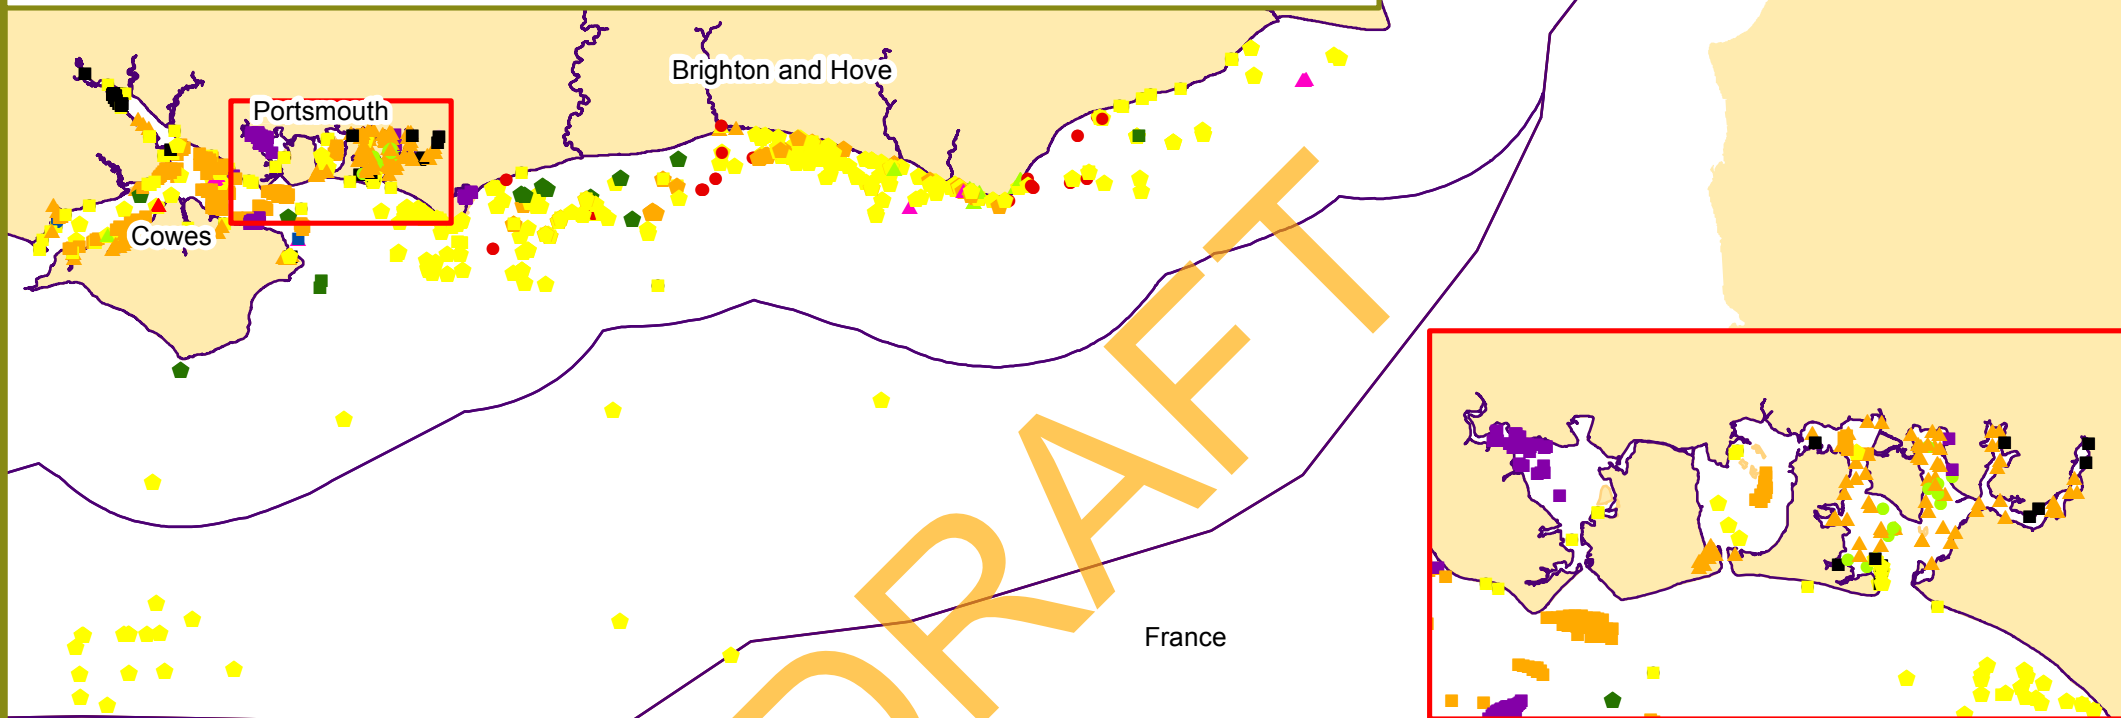 Brighton and Hove
Portsmouth
Cowes
France
DRAFT